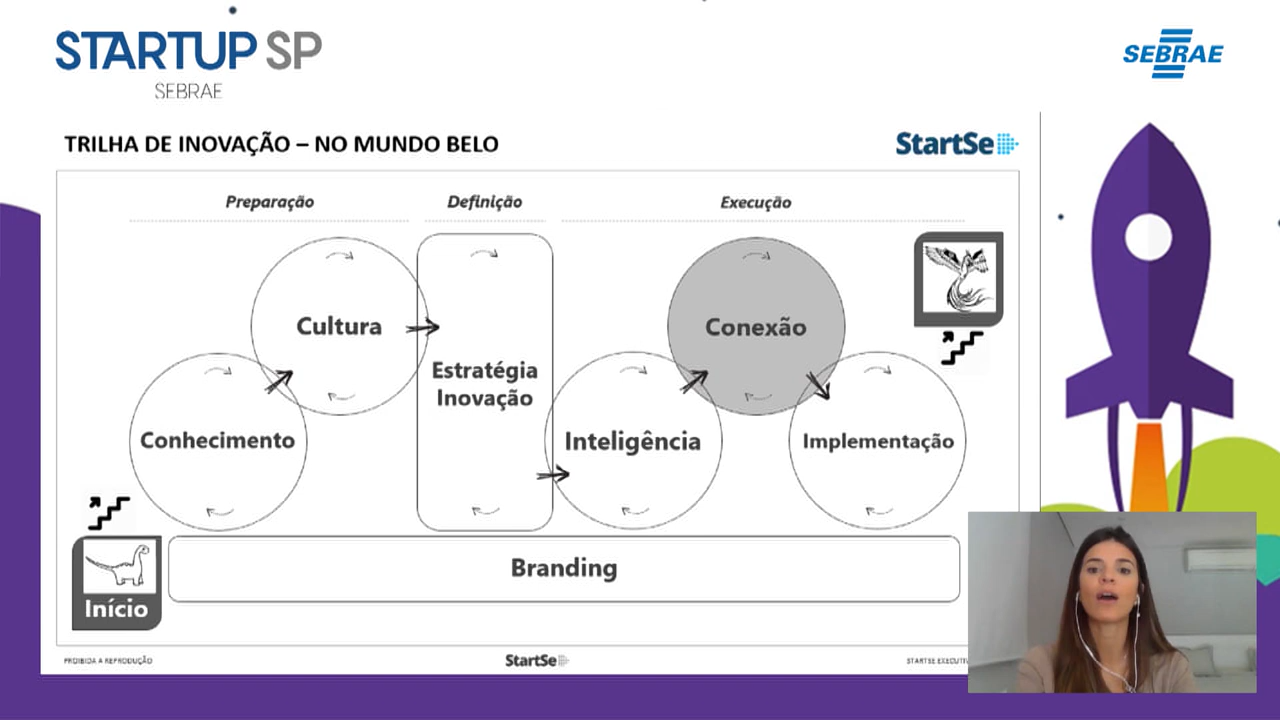 STARTUP SP
SEBRAE
SEBRAE
TRILHA DE INOVAÇÃO – NO MUNDO BELO
StartSe
Preparação
Definição
Execução
Cultura
Conexão
Estratégia
Inovação
Conhecimento
Inteligência
Implementação
Branding
Início
PROIBIDA A REPRODUÇÃO
StartSe
STARTSE